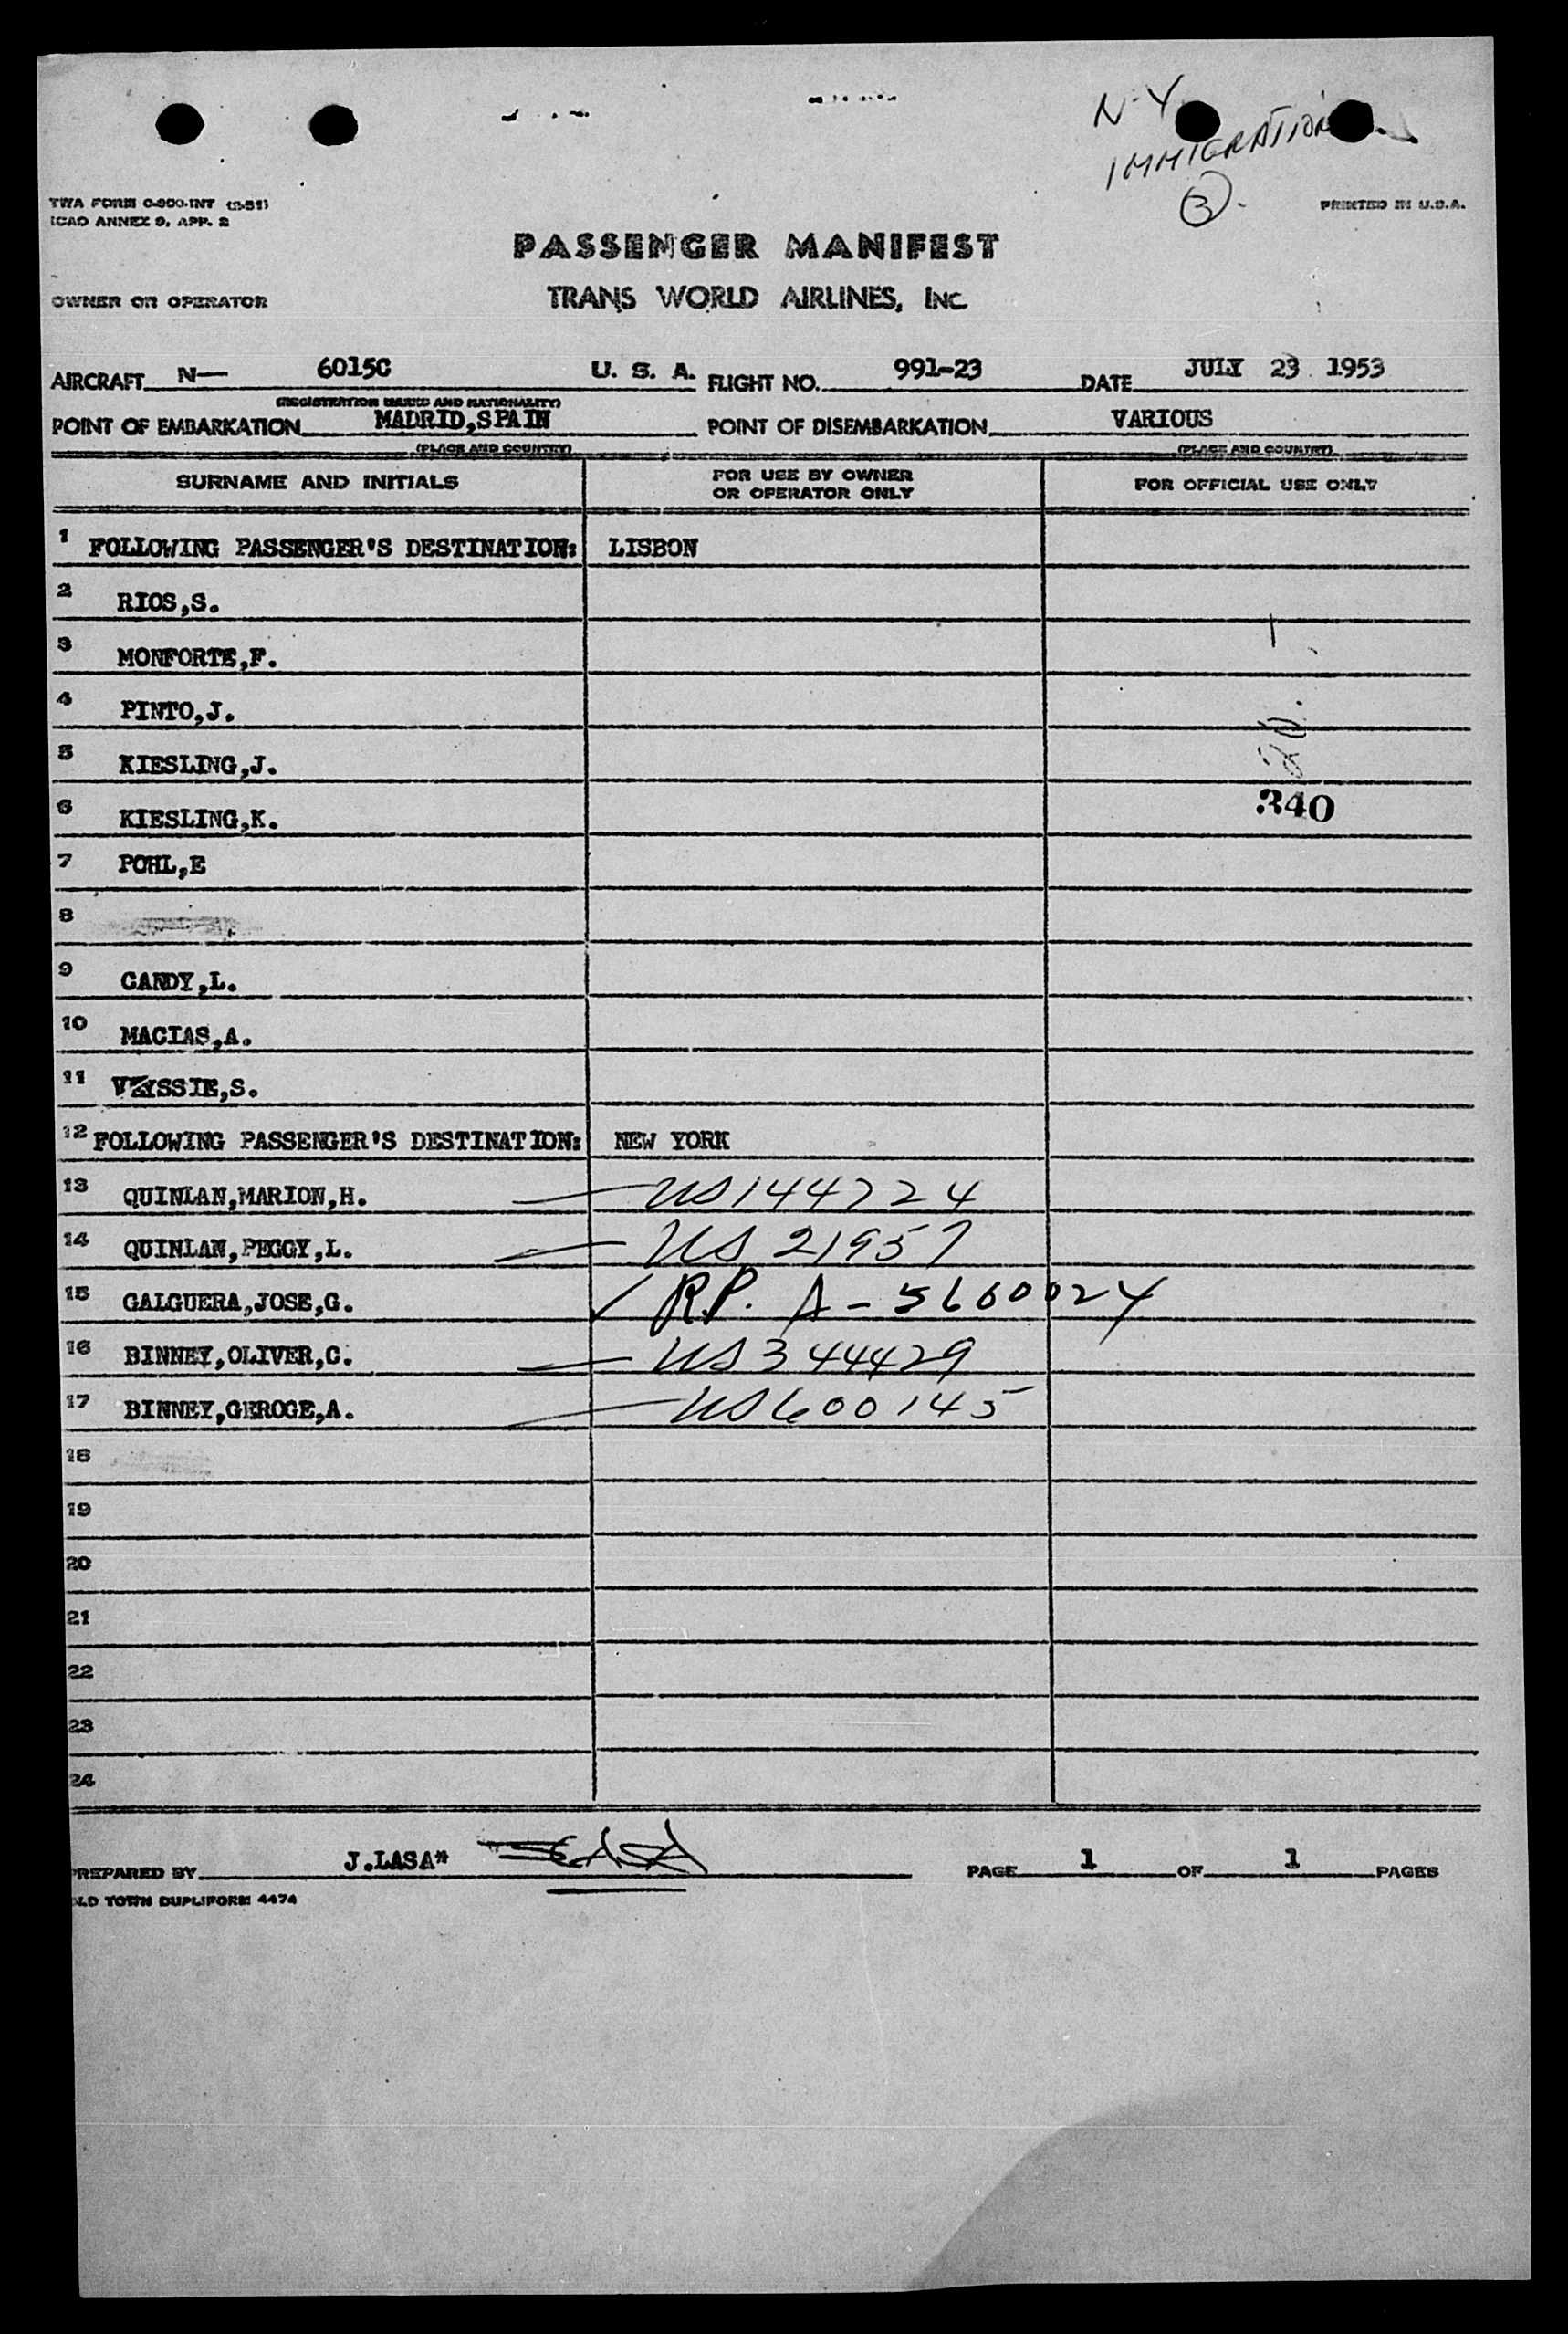 N-Y
IMMIGRATION
3
TWA FORM 0-800-INT (2-51)
ICAO ANNEX 9, APP. 2
PRINTED IN U.S.A.
PASSENGER MANIFEST
OWNER OR OPERATOR TRANS WORLD AIRLINES, INC.
AIRCRAFT N— 6015C U. S. A. FLIGHT NO. 991-23 DATE JULY 23 1953
(REGISTRATION MARKS AND NATIONALITY)
POINT OF EMBARKATION MADRID,SPAIN POINT OF DISEMBARKATION VARIOUS
(PLACE AND COUNTRY) (PLACE AND COUNTRY)
SURNAME AND INITIALS FOR USE BY OWNER OR OPERATOR ONLY FOR OFFICIAL USE ONLY
1 FOLLOWING PASSENGER'S DESTINATION: LISBON
2 RIOS,S.
3 MONFORTE,F.
4 PINTO,J.
5 KIESLING,J.
6 KIESLING,K. 340
7 POHL,E
8
9 CANDY,L.
10 MACIAS,A.
11
12 FOLLOWING PASSENGER'S DESTINATION: NEW YORK
13 QUINLAN,MARION,H. — US144724
14 QUINLAN,PEGGY,L. — US 21957
15 GALGUERA,JOSE,G. ✓ R.P. A-5660024
16 BINNEY,OLIVER,C. — US344429
17 BINNEY,GEROGE,A. — US600145
18
19
20
21
22
23
24
PREPARED BY J.LASA* PAGE 1 OF 1 PAGES
OLD TOWN DUPLIFORM 4474